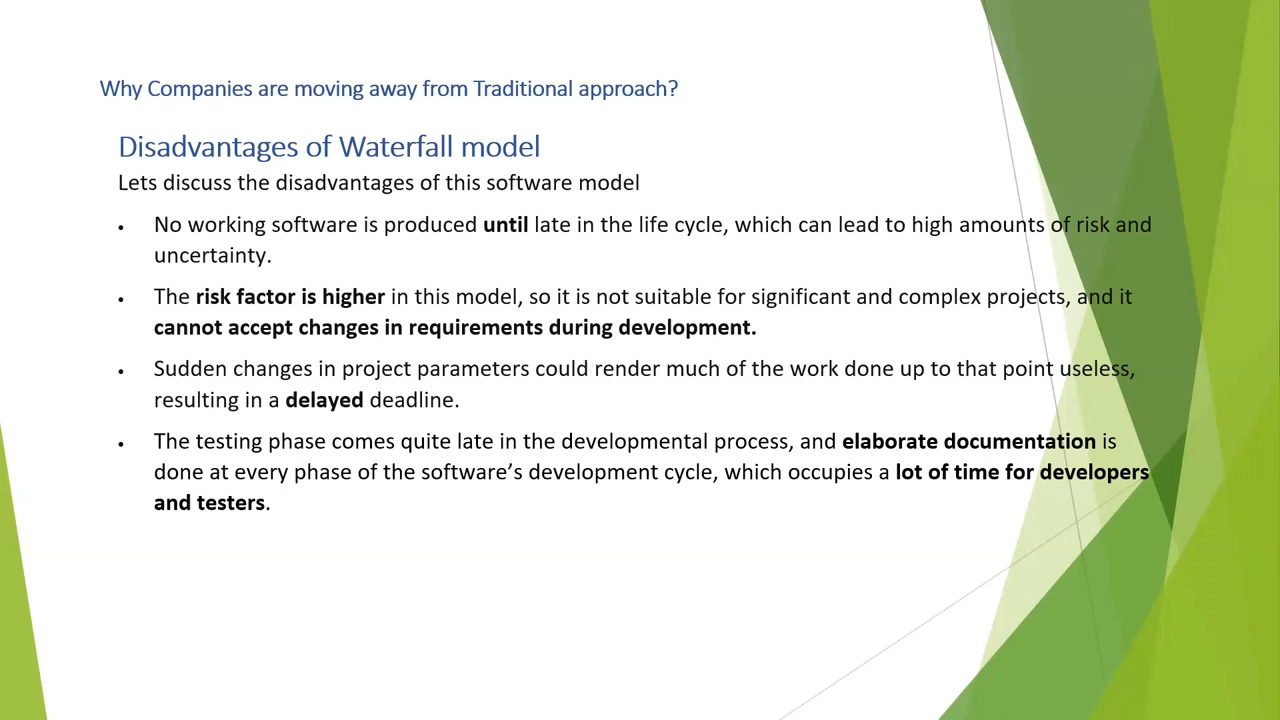 Why Companies are moving away from Traditional approach?
Disadvantages of Waterfall model
Lets discuss the disadvantages of this software model
• No working software is produced until late in the life cycle, which can lead to high amounts of risk and
uncertainty.
• The risk factor is higher in this model, so it is not suitable for significant and complex projects, and it
cannot accept changes in requirements during development.
• Sudden changes in project parameters could render much of the work done up to that point useless,
resulting in a delayed deadline.
• The testing phase comes quite late in the developmental process, and elaborate documentation is
done at every phase of the software’s development cycle, which occupies a lot of time for developers
and testers.